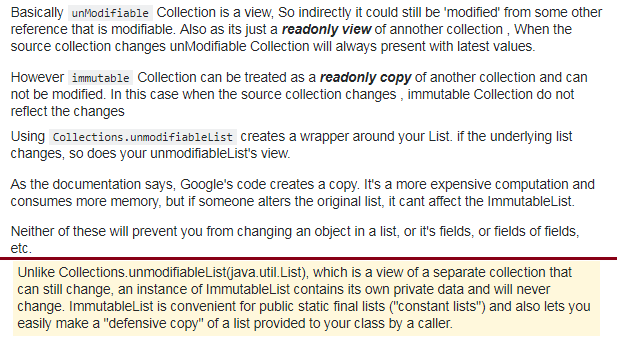 Basically unModifiable Collection is a view, So indirectly it could still be 'modified' from some other
reference that is modifiable. Also as its just a readonly view of annother collection , When the
source collection changes unModifiable Collection will always present with latest values.
However immutable Collection can be treated as a readonly copy of another collection and can
not be modified. In this case when the source collection changes , immutable Collection do not
reflect the changes
Using Collections.unmodifiableList creates a wrapper around your List. if the underlying list
changes, so does your unmodifiableList's view.
As the documentation says, Google's code creates a copy. It's a more expensive computation and
consumes more memory, but if someone alters the original list, it cant affect the ImmutableList.
Neither of these will prevent you from changing an object in a list, or it's fields, or fields of fields,
etc.
Unlike Collections.unmodifiableList(java.util.List), which is a view of a separate collection that
can still change, an instance of ImmutableList contains its own private data and will never
change. ImmutableList is convenient for public static final lists ("constant lists") and also lets you
easily make a "defensive copy" of a list provided to your class by a caller.